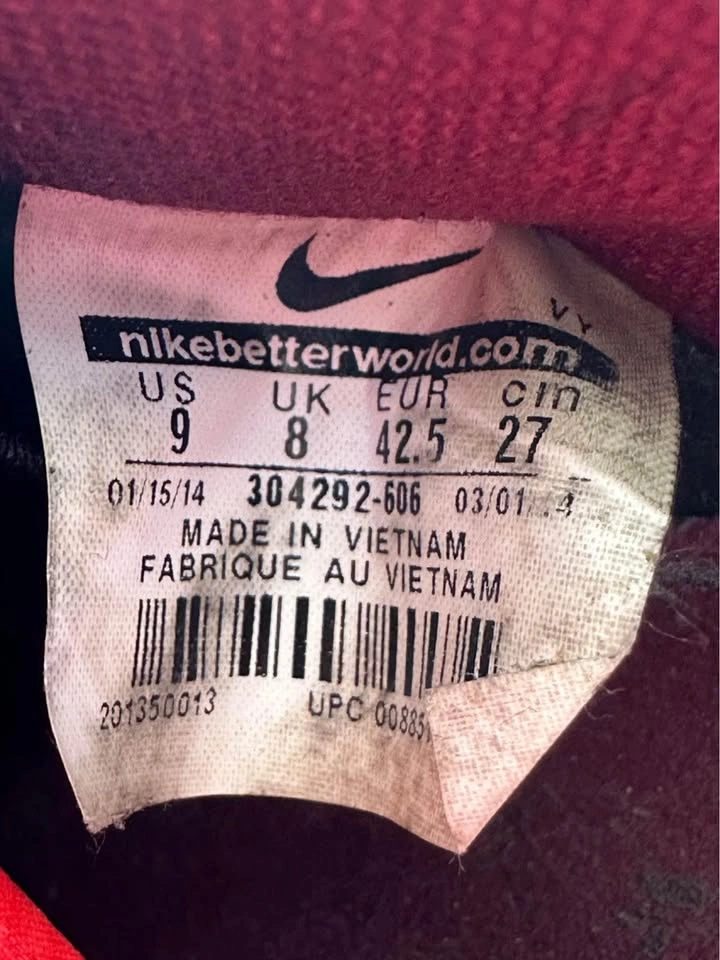 VY
nikebetterworld.com
US UK EUR cm
9 8 42.5 27
01/15/14 304292-606
MADE IN VIETNAM
FABRIQUE AU VIETNAM
201350013 UPC